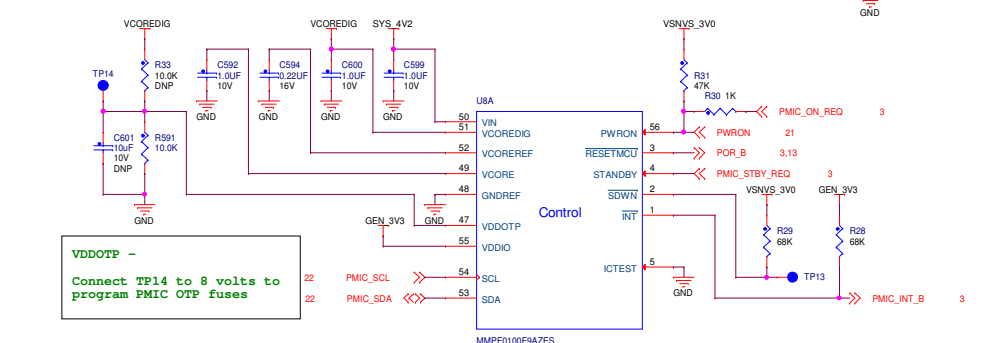 GND
VCOREDIG
VCOREDIG
SYS_4V2
VSNVS_3V0
TP14
R33
10.0K
DNP
C592
1.0UF
10V
C594
0.22UF
16V
C600
1.0UF
10V
C599
1.0UF
10V
R31
47K
R30 1K
PMIC_ON_REQ 3
GND
GND
GND
GND
U8A
C601
10uF
10V
DNP
R591
10.0K
50
VIN
51
VCOREDIG
52
VCOREREF
49
VCORE
48
GNDREF
47
VDDOTP
55
VDDIO
54
SCL
53
SDA
Control
PWRON
56
PWRON 21
RESETMCU
3
POR_B 3,13
STANDBY
4
PMIC_STBY_REQ 3
SDWN
2
INT
1
ICTEST
5
GND
GND
GND
GEN_3V3
VSNVS_3V0
GEN_3V3
R29
68K
R28
68K
TP13
PMIC_INT_B 3
22 PMIC_SCL
22 PMIC_SDA
VDDOTP -
Connect TP14 to 8 volts to
program PMIC OTP fuses
MMPF0100F9AZES